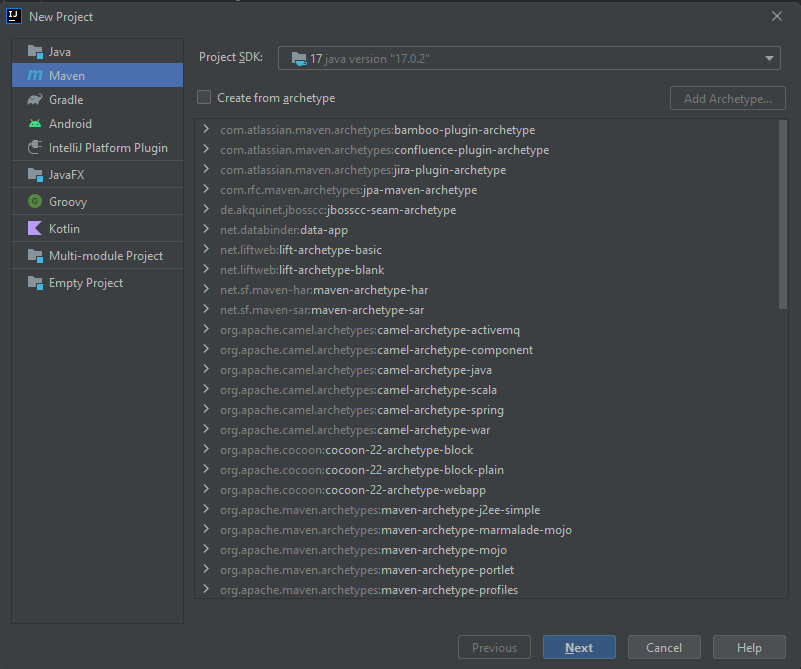 New Project
Java
Maven
Gradle
Android
IntelliJ Platform Plugin
JavaFX
Groovy
Kotlin
Multi-module Project
Empty Project
Project SDK: 17 java version "17.0.2"
Create from archetype
Add Archetype...
com.atlassian.maven.archetypes:bamboo-plugin-archetype
com.atlassian.maven.archetypes:confluence-plugin-archetype
com.atlassian.maven.archetypes:jira-plugin-archetype
com.rfc.maven.archetypes:jpa-maven-archetype
de.akquinet.jbosscc:jbosscc-seam-archetype
net.databinder:data-app
net.liftweb:lift-archetype-basic
net.liftweb:lift-archetype-blank
net.sf.maven-har:maven-archetype-har
net.sf.maven-sar:maven-archetype-sar
org.apache.camel.archetypes:camel-archetype-activemq
org.apache.camel.archetypes:camel-archetype-component
org.apache.camel.archetypes:camel-archetype-java
org.apache.camel.archetypes:camel-archetype-scala
org.apache.camel.archetypes:camel-archetype-spring
org.apache.camel.archetypes:camel-archetype-war
org.apache.cocoon:cocoon-22-archetype-block
org.apache.cocoon:cocoon-22-archetype-block-plain
org.apache.cocoon:cocoon-22-archetype-webapp
org.apache.maven.archetypes:maven-archetype-j2ee-simple
org.apache.maven.archetypes:maven-archetype-marmalade-mojo
org.apache.maven.archetypes:maven-archetype-mojo
org.apache.maven.archetypes:maven-archetype-portlet
org.apache.maven.archetypes:maven-archetype-profiles
Previous
Next
Cancel
Help